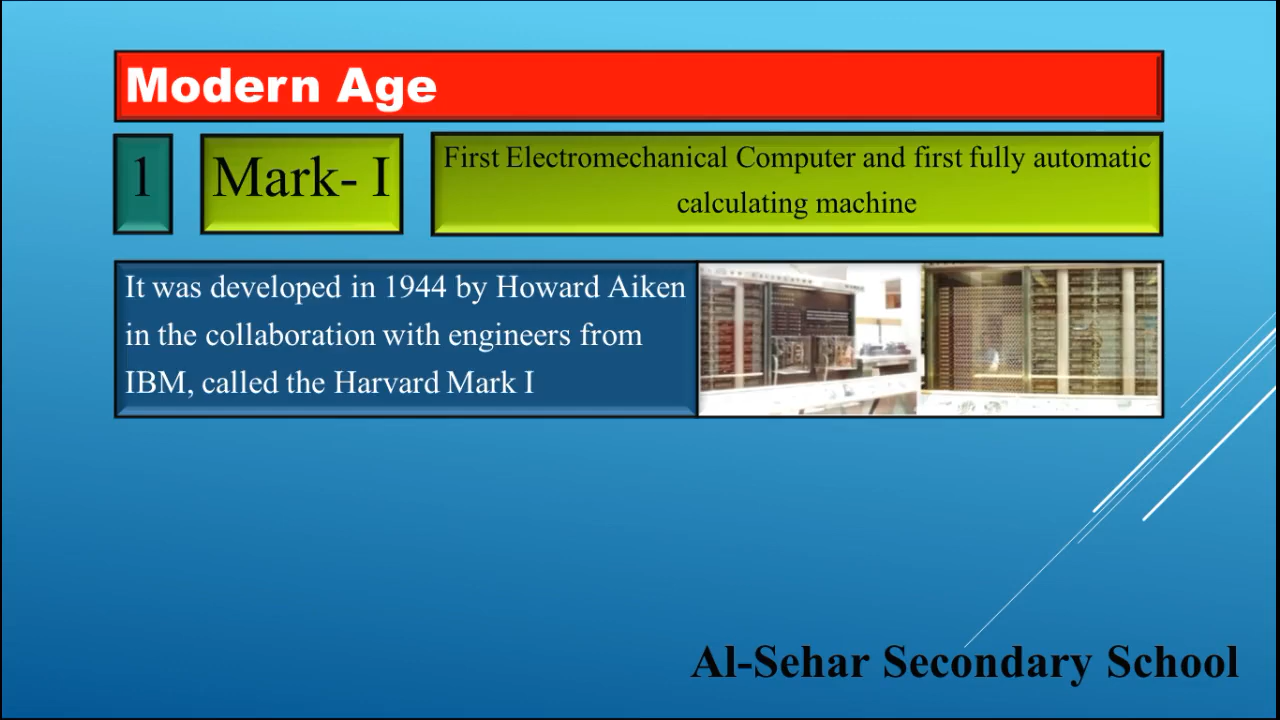 Modern Age
1
Mark- I
First Electromechanical Computer and first fully automatic
calculating machine
It was developed in 1944 by Howard Aiken
in the collaboration with engineers from
IBM, called the Harvard Mark I
Al-Sehar Secondary School